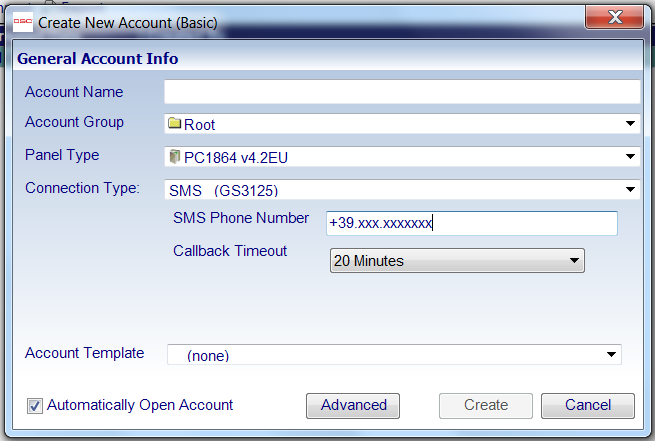 DSC Create New Account (Basic)
General Account Info
Account Name
Account Group Root
Panel Type PC1864 v4.2EU
Connection Type: SMS (GS3125)
SMS Phone Number +39.xxx.xxxxxxx
Callback Timeout 20 Minutes
Account Template (none)
Automatically Open Account Advanced Create Cancel